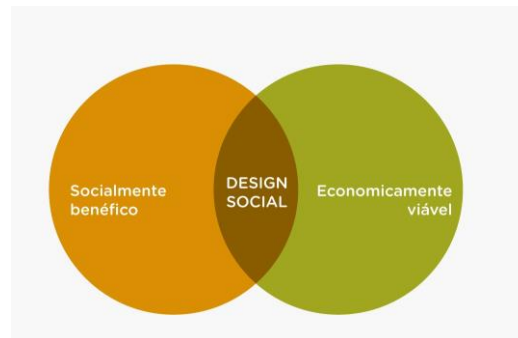 Socialmente
benéfico
DESIGN
SOCIAL
Economicamente
viável